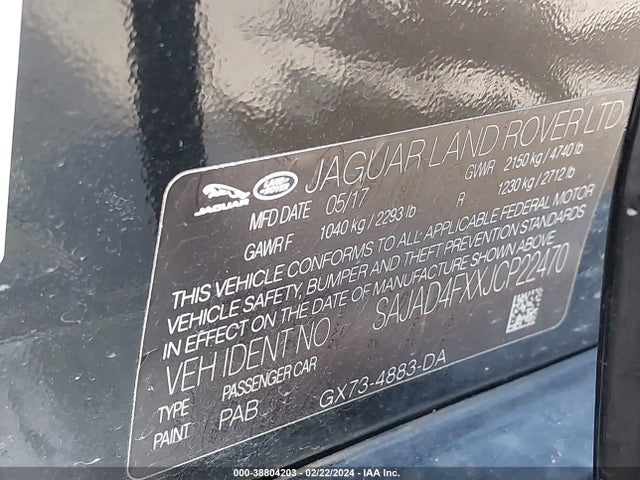 JAGUAR LAND ROVER JAGUAR LAND ROVER LTD
MFD DATE 05/17 GVWR 2150 kg / 4740 lb
GAWR F 1040 kg / 2293 lb R 1230 kg / 2712 lb
THIS VEHICLE CONFORMS TO ALL APPLICABLE FEDERAL MOTOR
VEHICLE SAFETY, BUMPER AND THEFT PREVENTION STANDARDS
IN EFFECT ON THE DATE OF MANUFACTURE SHOWN ABOVE
VEH IDENT NO SAJAD4FXXJCP22470
TYPE PASSENGER CAR
PAINT PAB GX73-4883-DA
000-38804203 - 02/22/2024 - IAA Inc.